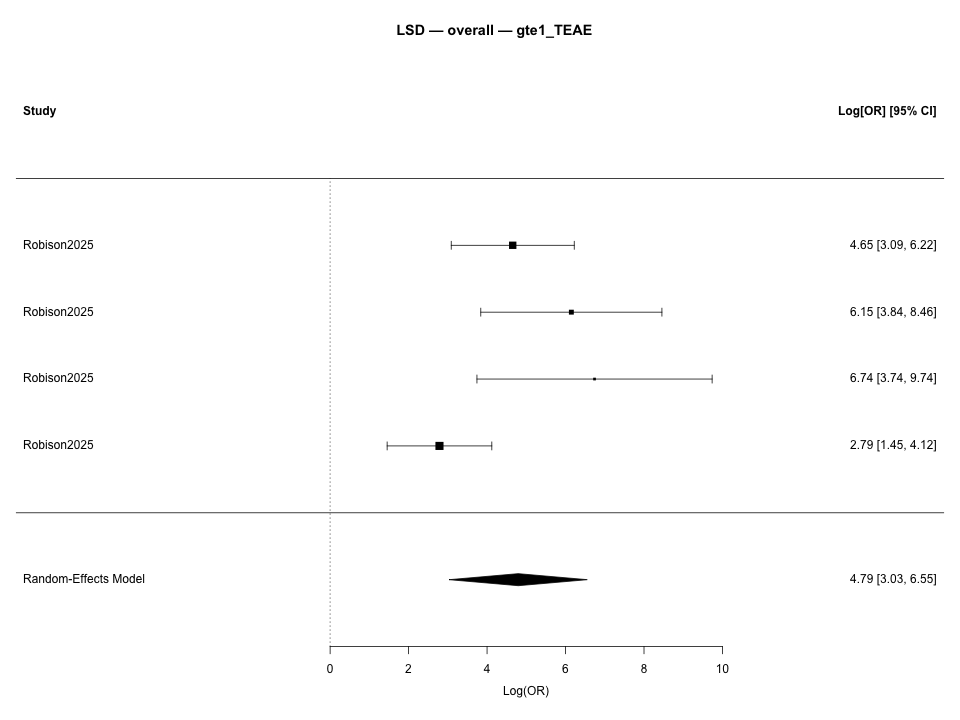 LSD — overall — gte1_TEAE
Study Log[OR] [95% CI]
Robison2025 4.65 [3.09, 6.22]
Robison2025 6.15 [3.84, 8.46]
Robison2025 6.74 [3.74, 9.74]
Robison2025 2.79 [1.45, 4.12]
Random-Effects Model 4.79 [3.03, 6.55]
0 2 4 6 8 10
Log(OR)